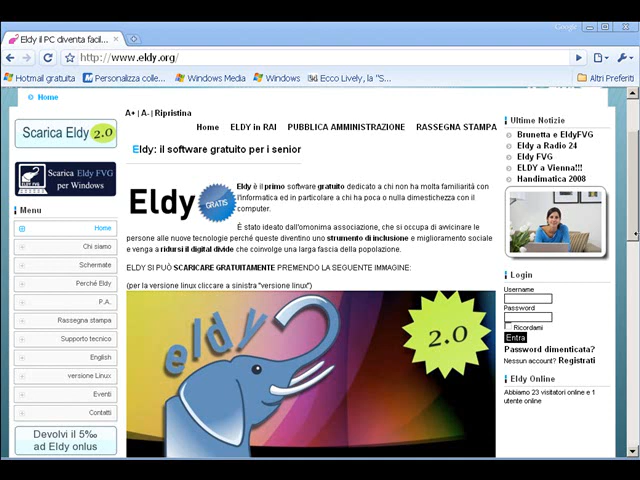 Google
Eldy il PC diventa facil...
http://www.eldy.org/
Hotmail gratuita
Personalizza colle...
Windows Media
Windows
Ecco Lively, la "S...
Altri Preferiti
Home
A+ | A- | Ripristina
Home
ELDY in RAI
PUBBLICA AMMINISTRAZIONE
RASSEGNA STAMPA
Scarica Eldy 2.0
Scarica Eldy FVG
per Windows
ELDY FVG
Menu
Home
Chi siamo
Schermate
Perché Eldy
P.A.
Rassegna stampa
Supporto tecnico
English
versione Linux
Eventi
Contatti
Devolvi il 5‰
ad Eldy onlus
Eldy: il software gratuito per i senior
Eldy
GRATIS
Eldy è il primo software gratuito dedicato a chi non ha molta familiarità con
l'informatica ed in particolare a chi ha poca o nulla dimestichezza con il
computer.
È stato ideato dall'omonima associazione, che si occupa di avvicinare le
persone alle nuove tecnologie perché queste diventino uno strumento di inclusione e miglioramento sociale
e venga a ridursi il digital divide che coinvolge una larga fascia della popolazione.
ELDY SI PUÒ SCARICARE GRATUITAMENTE PREMENDO LA SEGUENTE IMMAGINE:
(per la versione linux cliccare a sinistra "versione linux")
eldy
2.0
Ultime Notizie
Brunetta e EldyFVG
Eldy a Radio 24
Eldy FVG
ELDY a Vienna!!!
Handimatica 2008
Login
Username
Password
Ricordami
Entra
Password dimenticata?
Nessun account? Registrati
Eldy Online
Abbiamo 23 visitatori online e 1
utente online